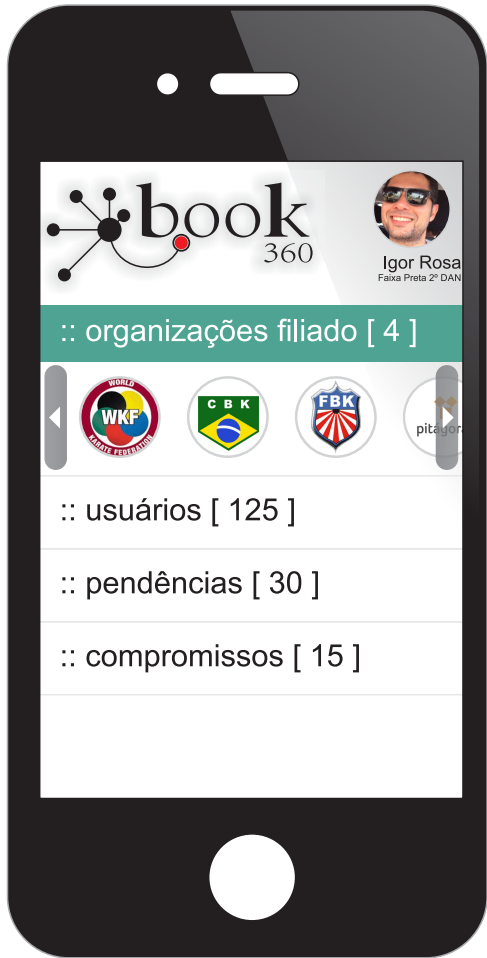 book
360
Igor Rosa
Faixa Preta 2º DAN
:: organizações filiado [ 4 ]
WORLD
WKF
KARATE FEDERATION
CBK
FBK
:: usuários [ 125 ]
:: pendências [ 30 ]
:: compromissos [ 15 ]